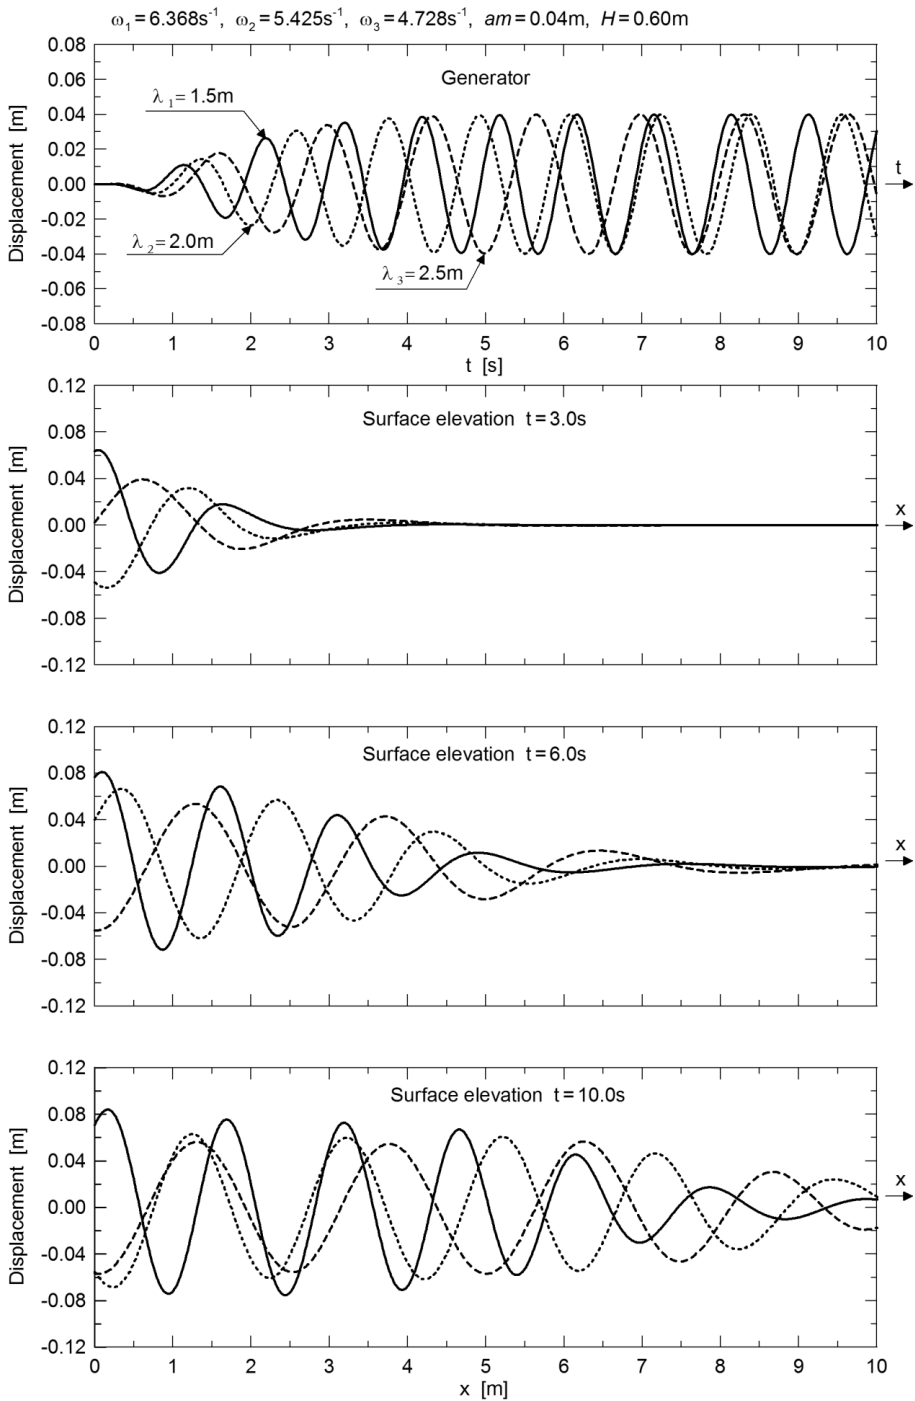 ω₁=6.368s⁻¹, ω₂=5.425s⁻¹, ω₃=4.728s⁻¹, am=0.04m, H=0.60m
0.08
0.06
0.04
0.02
0.00
-0.02
-0.04
-0.06
-0.08
Displacement [m]
Generator
λ₁=1.5m
λ₂=2.0m
λ₃=2.5m
t
0 1 2 3 4 5 6 7 8 9 10
t [s]
0.12
0.08
0.04
0.00
-0.04
-0.08
-0.12
Displacement [m]
Surface elevation t=3.0s
x
0.12
0.08
0.04
0.00
-0.04
-0.08
-0.12
Displacement [m]
Surface elevation t=6.0s
x
0.12
0.08
0.04
0.00
-0.04
-0.08
-0.12
Displacement [m]
Surface elevation t=10.0s
x
0 1 2 3 4 5 6 7 8 9 10
x [m]